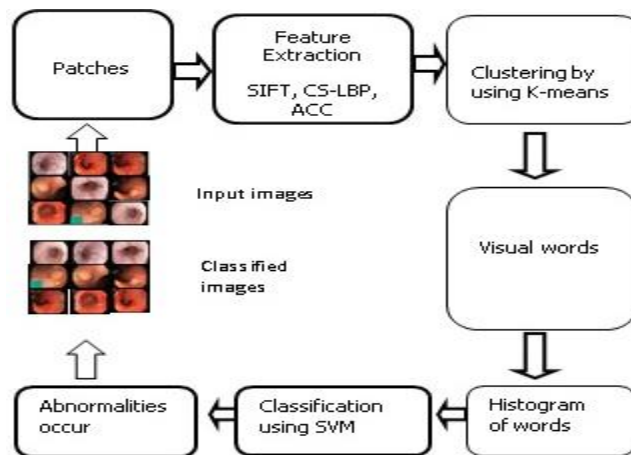 Patches
Feature
Extraction
SIFT, CS-LBP,
ACC
Clustering by
using K-means
Input images
Visual words
Classified
images
Abnormalities
occur
Classification
using SVM
Histogram
of words